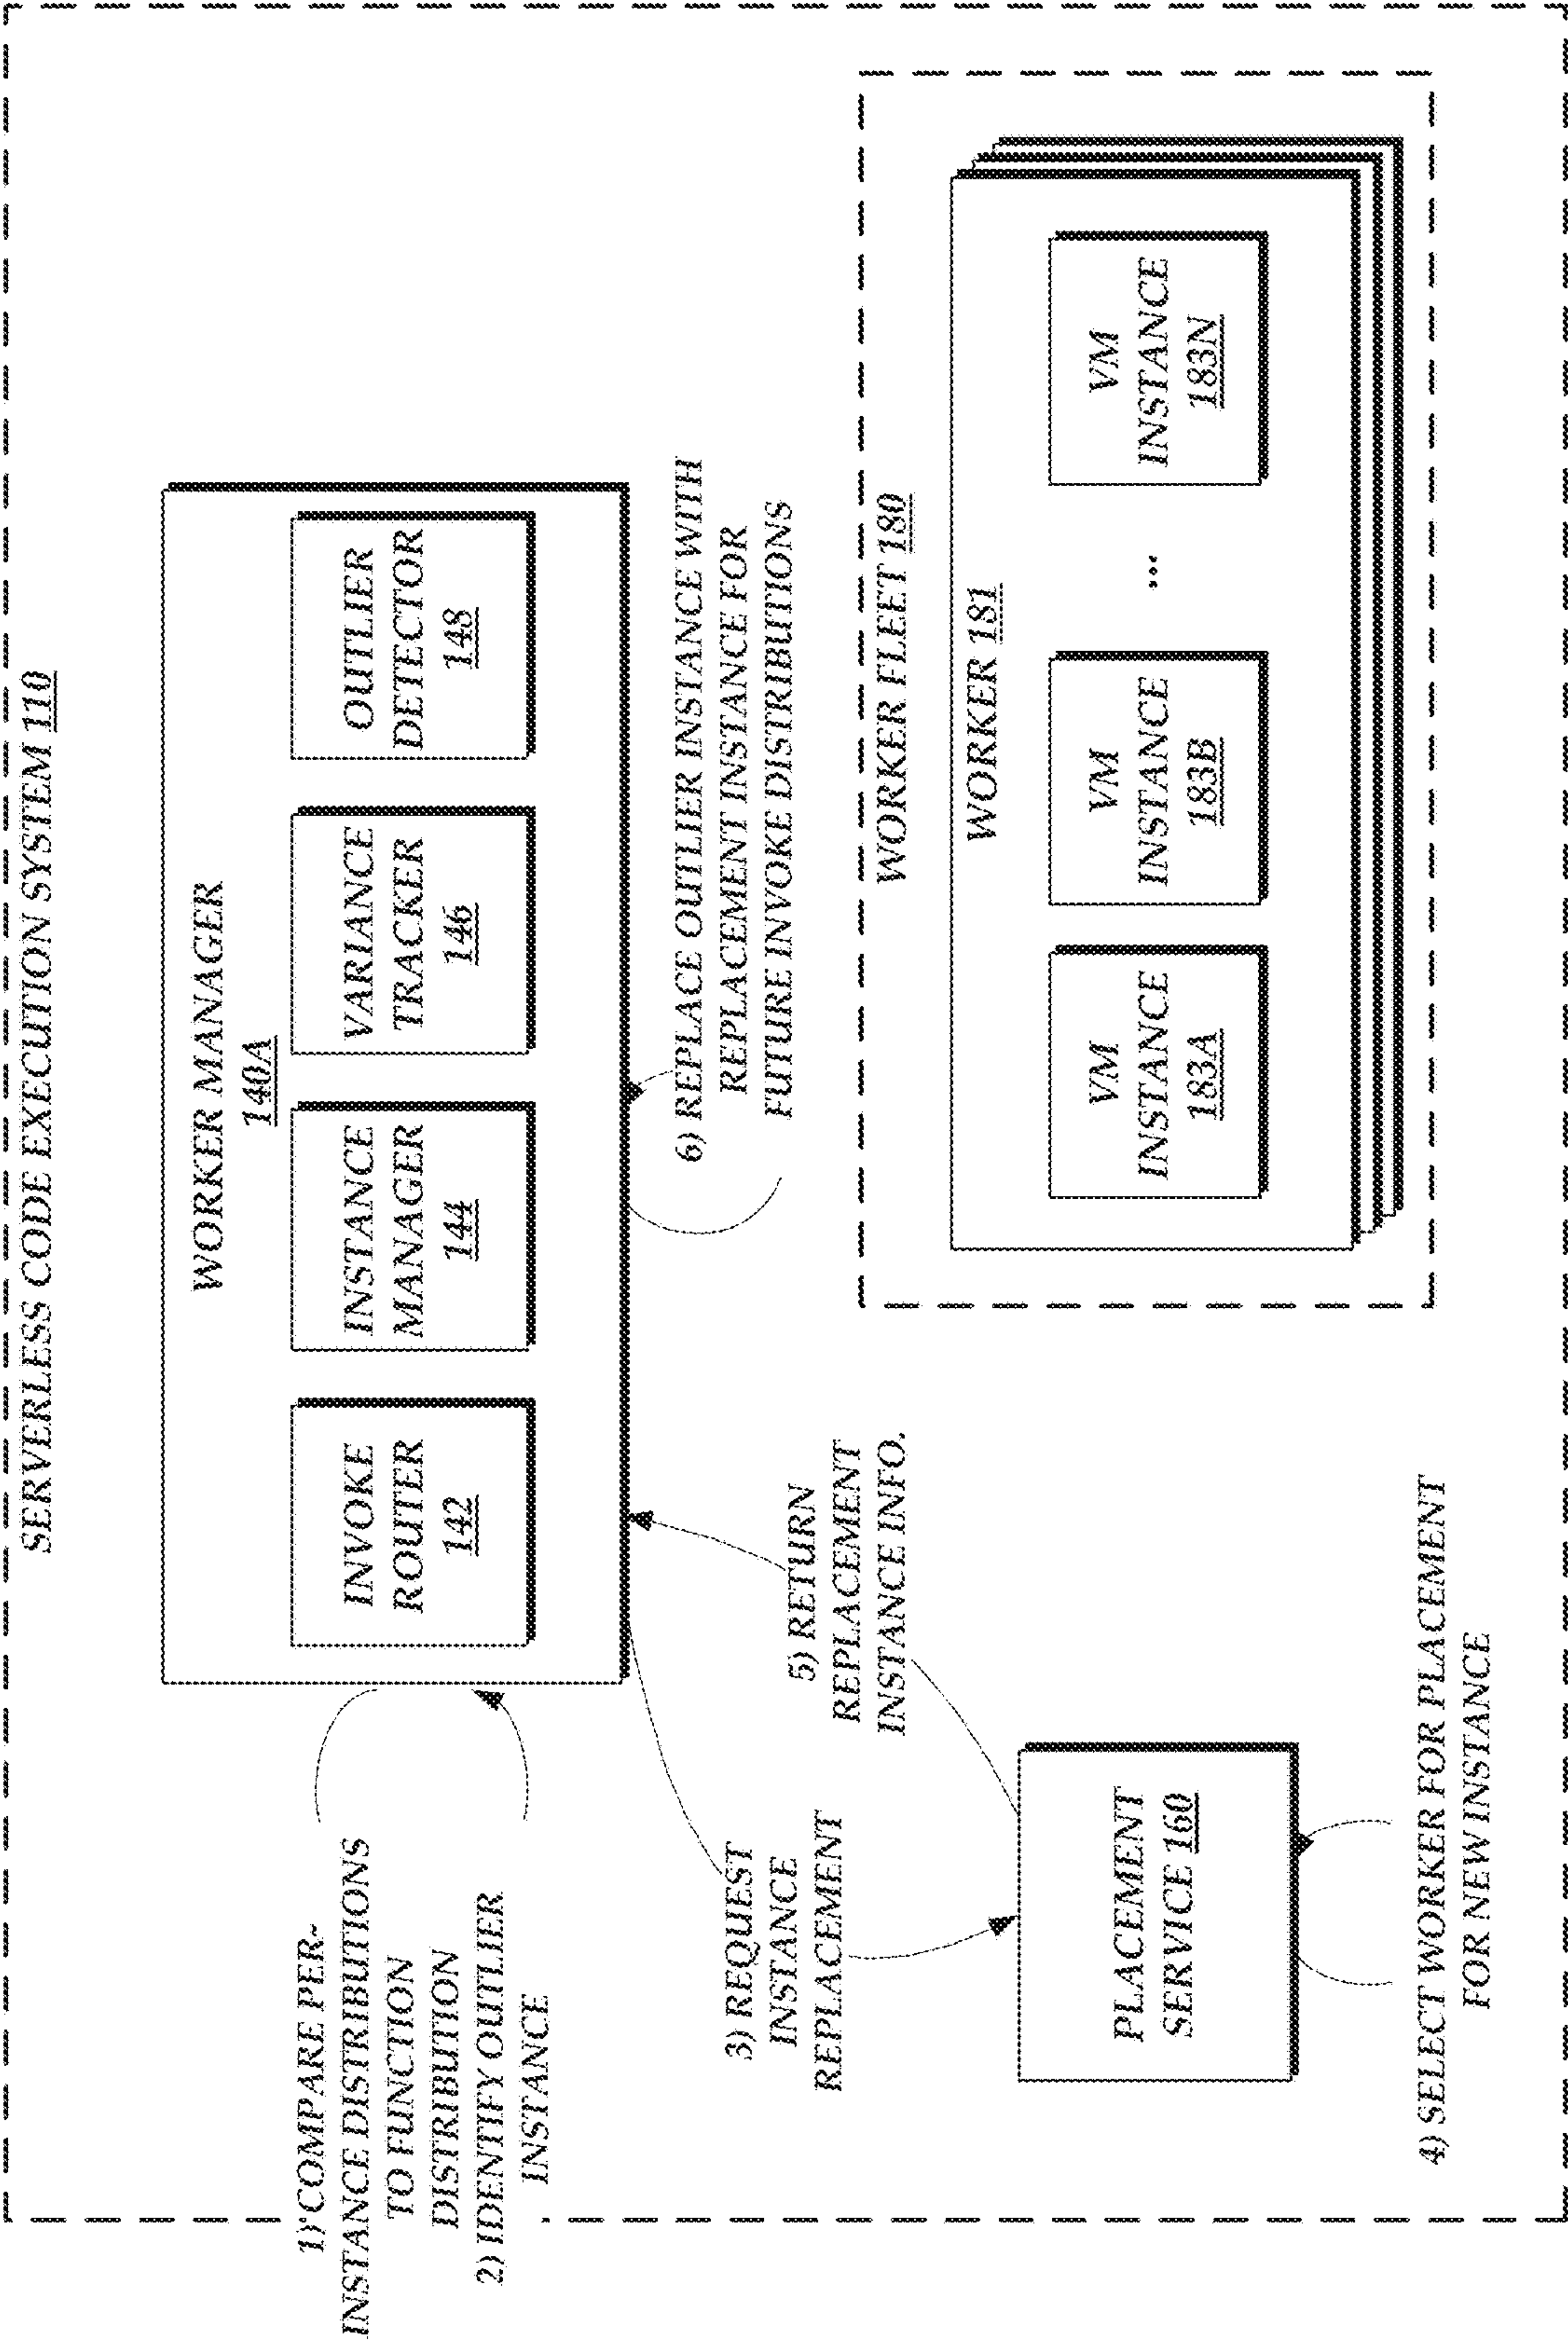 SERVERLESS CODE EXECUTION SYSTEM 110
WORKER MANAGER
140A
INVOKE
ROUTER
142
INSTANCE
MANAGER
144
VARIANCE
TRACKER
146
OUTLIER
DETECTOR
148
1) COMPARE PER-
INSTANCE DISTRIBUTIONS
TO FUNCTION
DISTRIBUTION
2) IDENTIFY OUTLIER
INSTANCE
3) REQUEST
INSTANCE
REPLACEMENT
5) RETURN
REPLACEMENT
INSTANCE INFO.
6) REPLACE OUTLIER INSTANCE WITH
REPLACEMENT INSTANCE FOR
FUTURE INVOKE DISTRIBUTIONS
PLACEMENT
SERVICE 160
4) SELECT WORKER FOR PLACEMENT
FOR NEW INSTANCE
WORKER FLEET 180
WORKER 181
VM
INSTANCE
183A
VM
INSTANCE
183B
...
VM
INSTANCE
183N